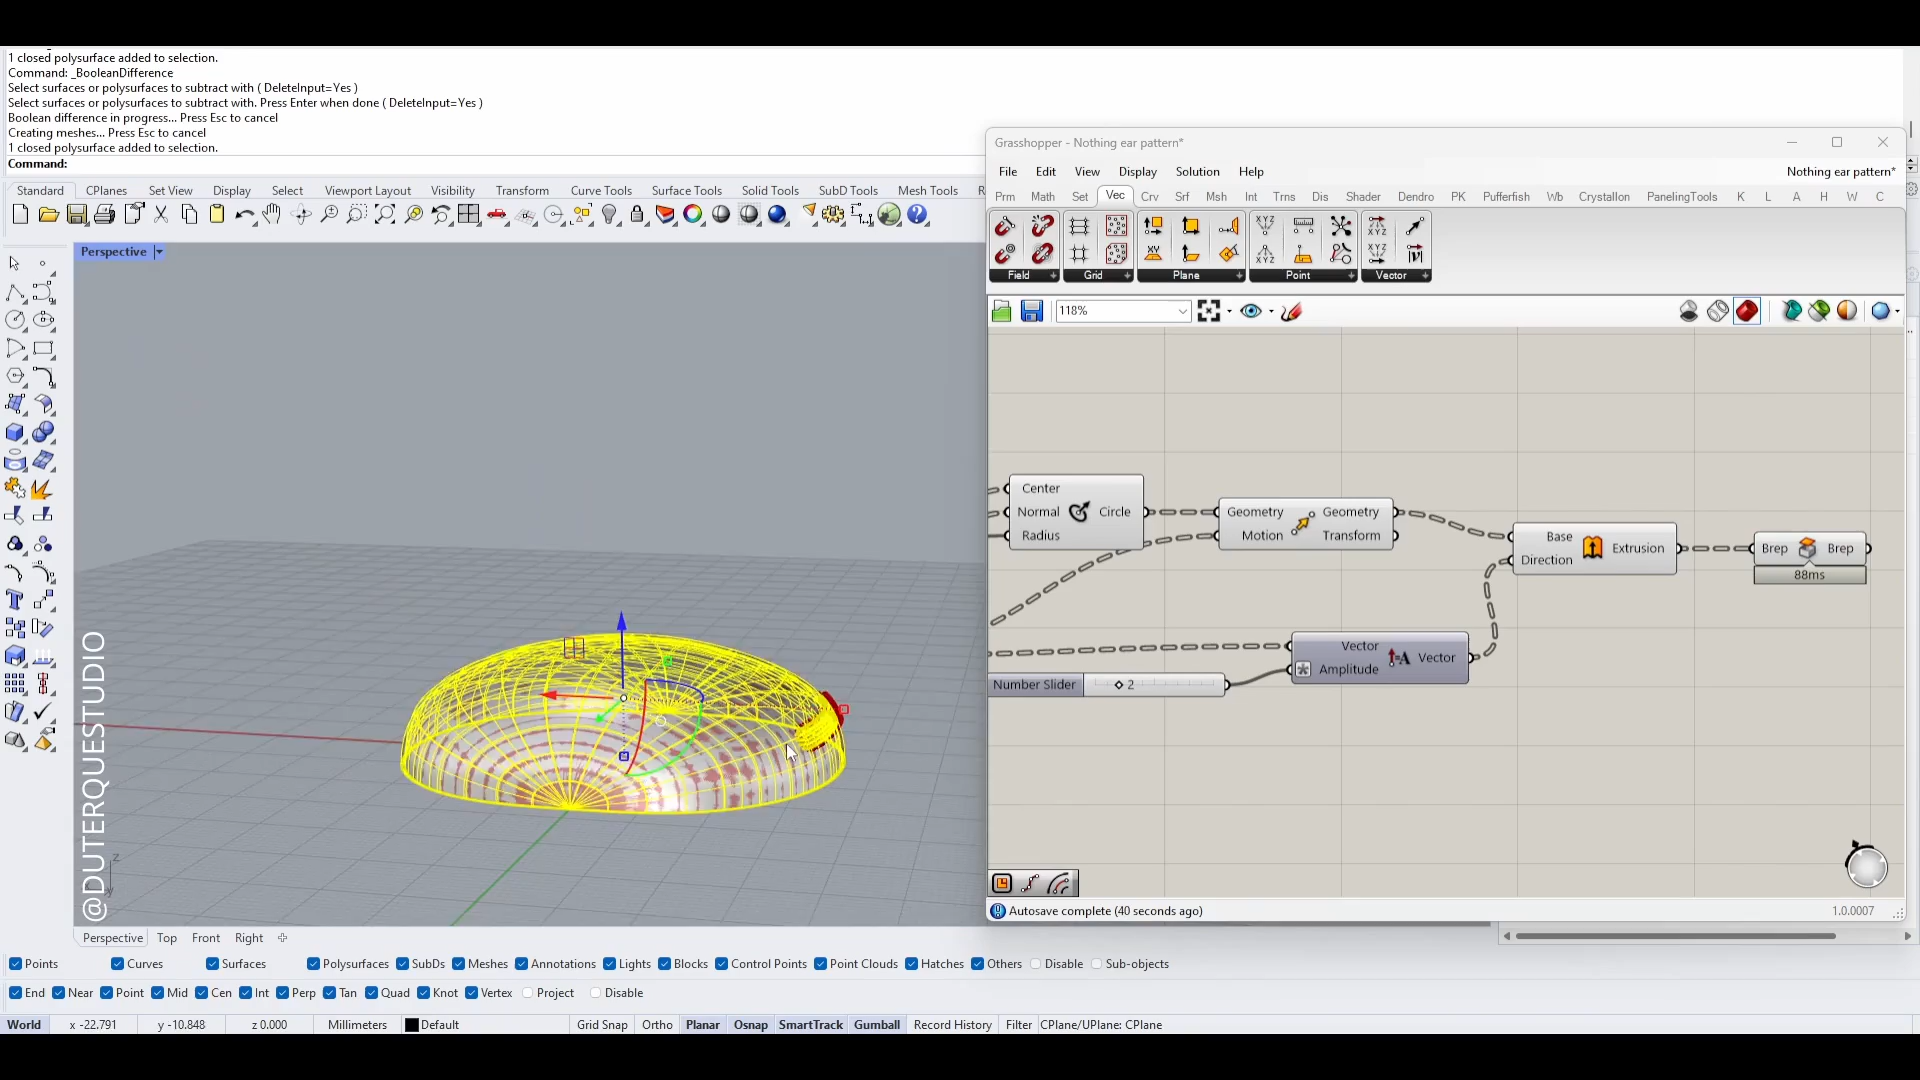 1 closed polysurface added to selection.
Command: _BooleanDifference
Select surfaces or polysurfaces to subtract with ( DeleteInput=Yes )
Select surfaces or polysurfaces to subtract with. Press Enter when done ( DeleteInput=Yes )
Boolean difference in progress... Press Esc to cancel
Creating meshes... Press Esc to cancel
1 closed polysurface added to selection.
Command:
Standard CPlanes Set View Display Select Viewport Layout Visibility Transform Curve Tools Surface Tools Solid Tools SubD Tools Mesh Tools
Perspective
Grasshopper - Nothing ear pattern*
File Edit View Display Solution Help Nothing ear pattern*
Prm Math Set Vec Crv Srf Msh Int Trns Dis Shader Dendro PK Pufferfish Wb Crystallon PanelingTools K L A H W C
Field Grid Plane Point Vector
118%
Center
Normal Circle
Radius
Geometry Geometry
Motion Transform
Base
Direction Extrusion
Brep Brep
88ms
Vector
Amplitude Vector
Number Slider 2
Autosave complete (40 seconds ago) 1.0.0007
@DUTERQUESTUDIO
z
y
Perspective Top Front Right
Points Curves Surfaces Polysurfaces SubDs Meshes Annotations Lights Blocks Control Points Point Clouds Hatches Others Disable Sub-objects
End Near Point Mid Cen Int Perp Tan Quad Knot Vertex Project Disable
World x -22.791 y -10.848 z 0.000 Millimeters Default Grid Snap Ortho Planar Osnap SmartTrack Gumball Record History Filter CPlane/UPlane: CPlane